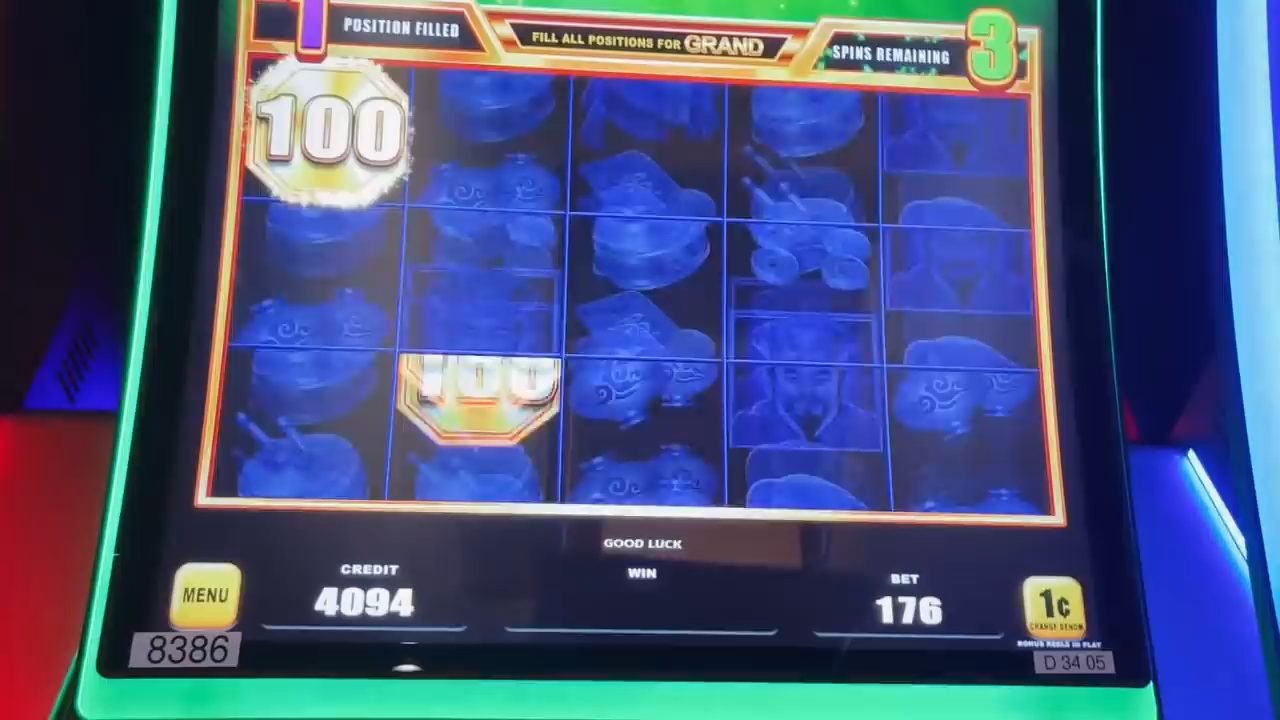 1 POSITION FILLED
FILL ALL POSITIONS FOR GRAND
SPINS REMAINING 3
100
100
GOOD LUCK
CREDIT
WIN
BET
MENU
4094
176
1¢
CHANGE DENOM
BONUS REELS IN PLAY
8386
D 34 05